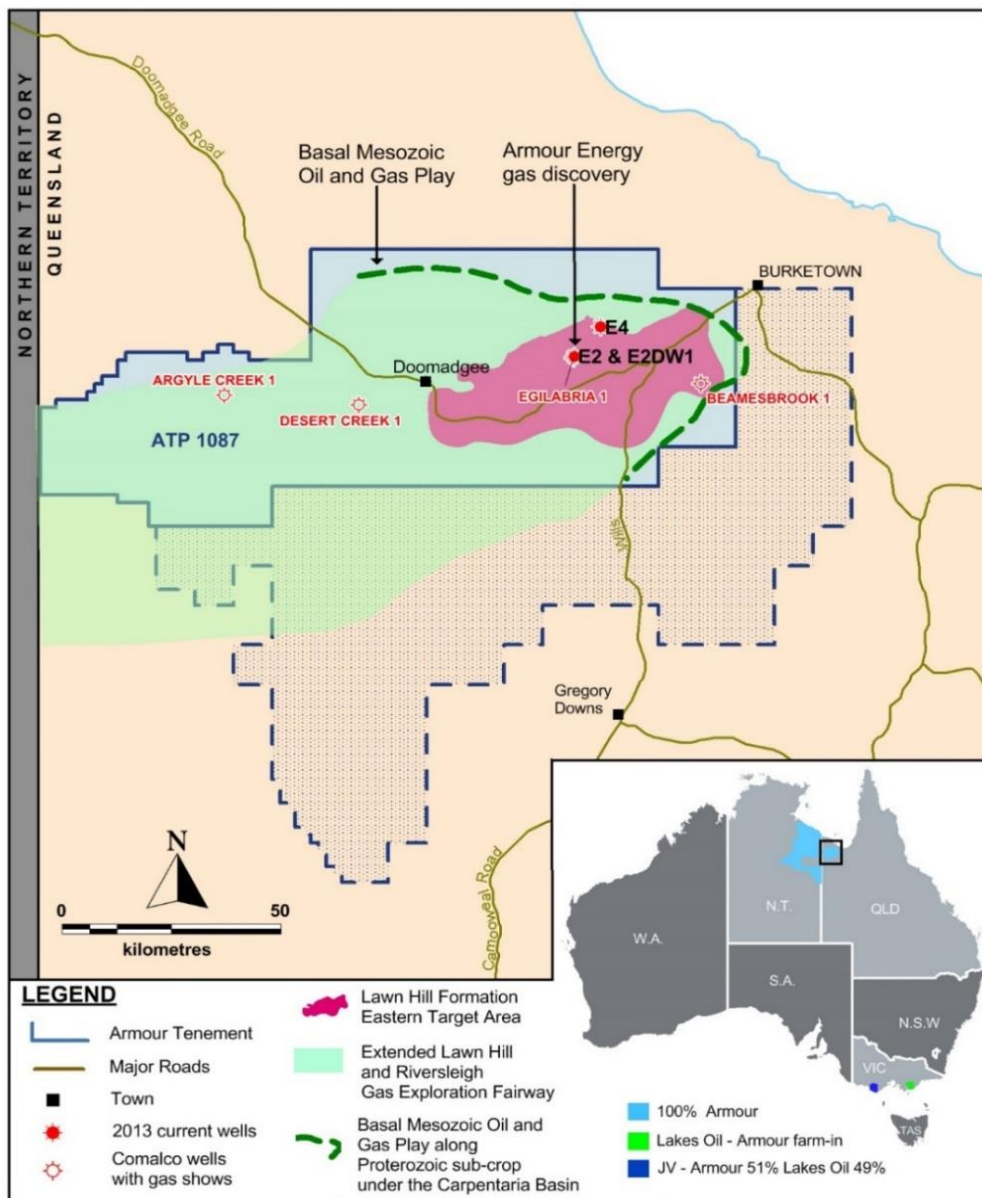 NORTHERN TERRITORY
QUEENSLAND
Doomadgee Road
Basal Mesozoic
Oil and Gas Play
Armour Energy
gas discovery
BURKETOWN
E4
E2 & E2DW1
Doomadgee
ARGYLE CREEK 1
DESERT CREEK 1
EGILABRIA 1
BEAMESBROOK 1
ATP 1087
Wills
Gregory
Downs
Camooweal Road
N
0 50
kilometres
W.A.
N.T.
QLD
S.A.
N.S.W
VIC
TAS
LEGEND
Armour Tenement
Major Roads
Town
2013 current wells
Comalco wells
with gas shows
Lawn Hill Formation
Eastern Target Area
Extended Lawn Hill
and Riversleigh
Gas Exploration Fairway
Basal Mesozoic Oil and
Gas Play along
Proterozoic sub-crop
under the Carpentaria Basin
100% Armour
Lakes Oil - Armour farm-in
JV - Armour 51% Lakes Oil 49%